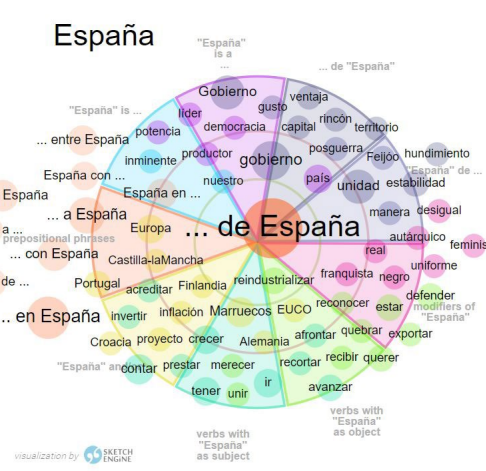 España
"España"
is a
...
... de "España"
Gobierno
ventaja
líder
gusto
rincón
"España" is ...
potencia
democracia
capital
territorio
posguerra
... entre España
inminente
productor
gobierno
Feijóo
hundimiento
"España" de ...
España con ...
nuestro
país
unidad
estabilidad
España
España en ...
... a España
manera
desigual
a ...
Europa
... de España
autárquico
prepositional phrases
real
feminis
... con España
Castilla-laMancha
uniforme
de ...
Portugal
acreditar
Finlandia
reindustrializar
franquista
negro
defender
.. en España
invertir
inflación
Marruecos
EUCO
reconocer
estar
modifiers of
"España"
Croacia
proyecto
crecer
Alemania
afrontar
quebrar
exportar
"España" and/
contar
prestar
merecer
recortar
recibir
querer
tener
unir
ir
avanzar
verbs with
"España"
as object
verbs with
"España"
as subject
visualization by
SKETCH
ENGINE